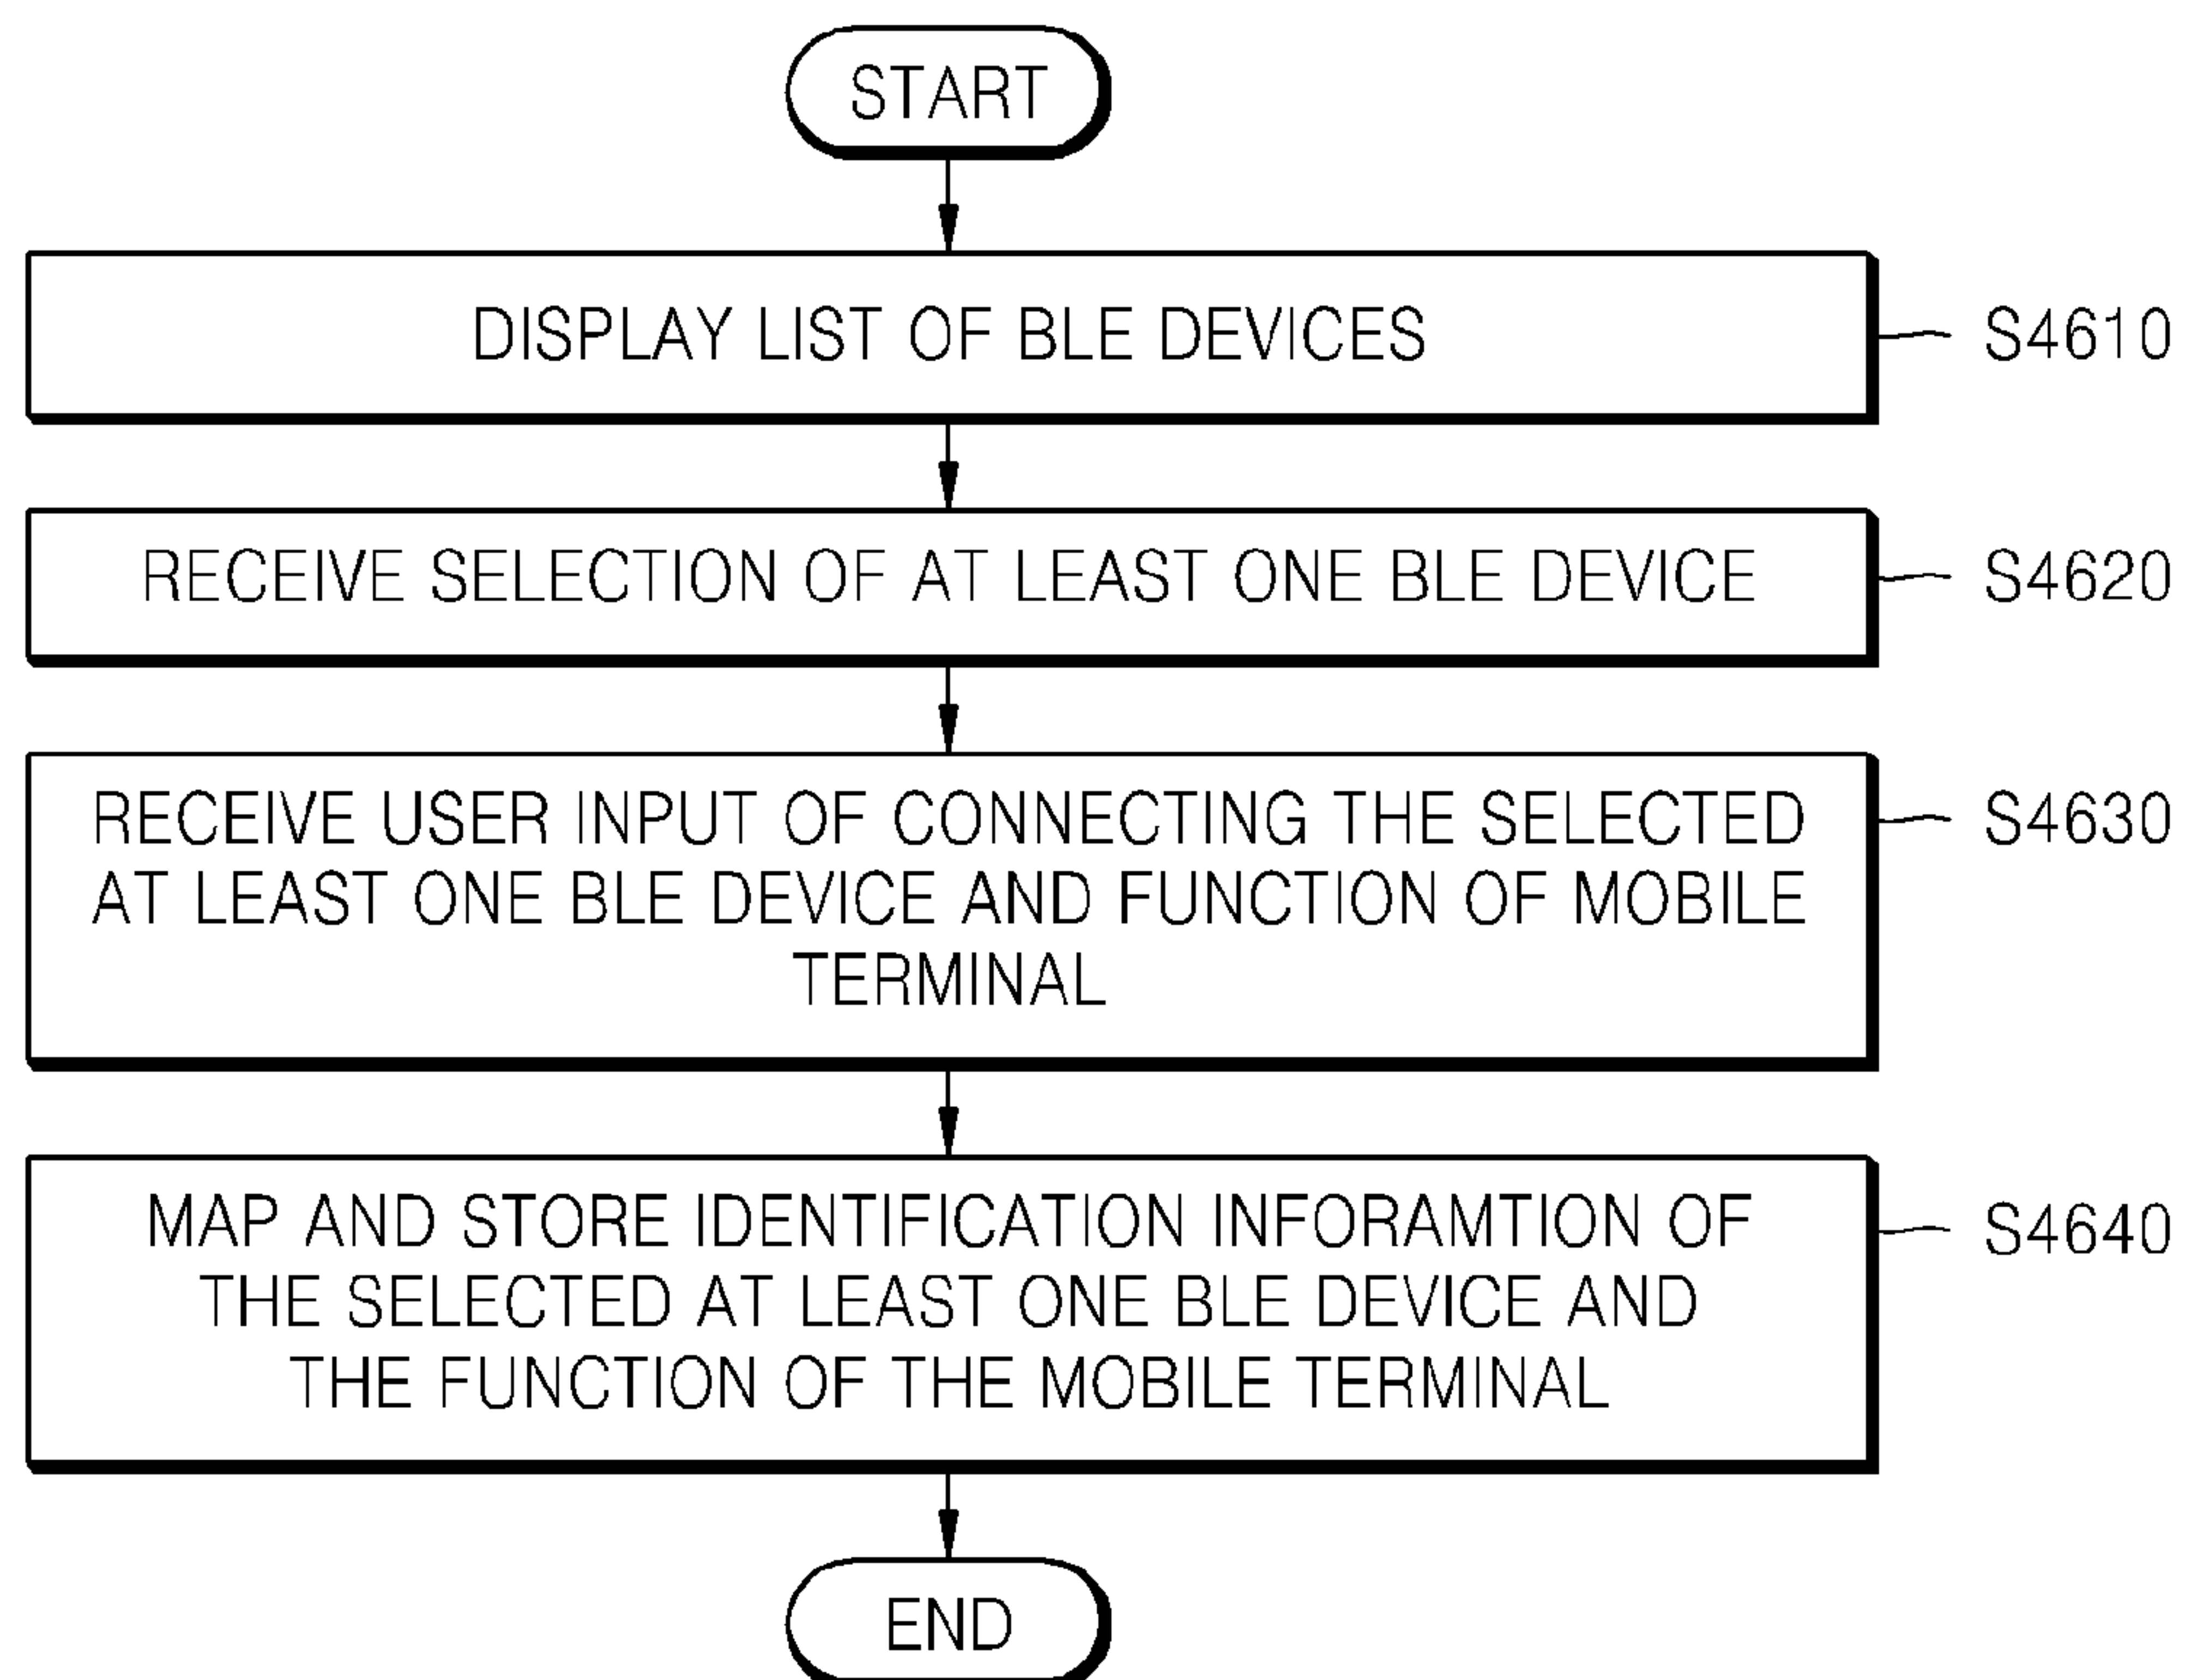 START
DISPLAY LIST OF BLE DEVICES
S4610
RECEIVE SELECTION OF AT LEAST ONE BLE DEVICE
S4620
RECEIVE USER INPUT OF CONNECTING THE SELECTED
AT LEAST ONE BLE DEVICE AND FUNCTION OF MOBILE
TERMINAL
S4630
MAP AND STORE IDENTIFICATION INFORAMTION OF
THE SELECTED AT LEAST ONE BLE DEVICE AND
THE FUNCTION OF THE MOBILE TERMINAL
S4640
END